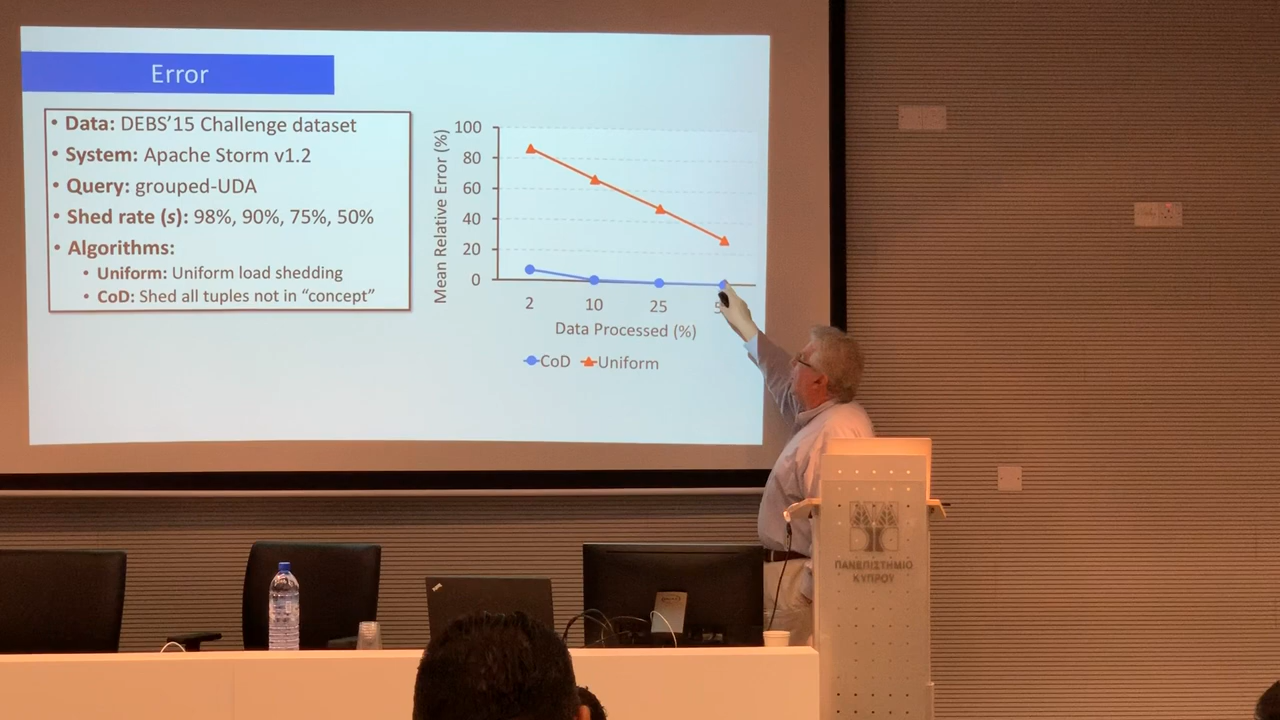 Error
• Data: DEBS'15 Challenge dataset
• System: Apache Storm v1.2
• Query: grouped-UDA
• Shed rate (s): 98%, 90%, 75%, 50%
• Algorithms:
• Uniform: Uniform load shedding
• CoD: Shed all tuples not in “concept”
Mean Relative Error (%)
100
80
60
40
20
0
2 10 25
Data Processed (%)
CoD Uniform
ΠΑΝΕΠΙΣΤΗΜΙΟ
ΚΥΠΡΟΥ